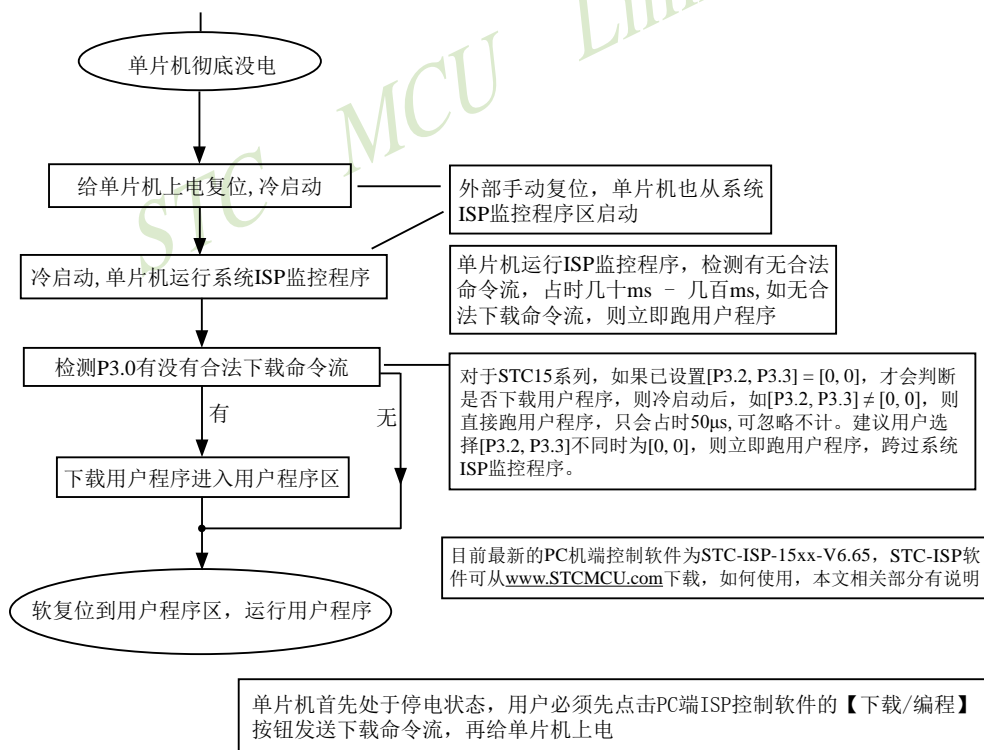 STC MCU
单片机彻底没电
给单片机上电复位,冷启动
外部手动复位，单片机也从系统
ISP监控程序区启动
冷启动,单片机运行系统ISP监控程序
单片机运行ISP监控程序，检测有无合法
命令流，占时几十ms - 几百ms,如无合
法下载命令流，则立即跑用户程序
检测P3.0有没有合法下载命令流
对于STC15系列，如果已设置[P3.2, P3.3] = [0, 0]，才会判断
是否下载用户程序，则冷启动后，如[P3.2, P3.3] ≠ [0, 0]，则
直接跑用户程序，只会占时50μs,可忽略不计。建议用户选
择[P3.2, P3.3]不同时为[0, 0]，则立即跑用户程序，跨过系统
ISP监控程序。
有
无
下载用户程序进入用户程序区
目前最新的PC机端控制软件为STC-ISP-15xx-V6.65，STC-ISP软
件可从www.STCMCU.com下载，如何使用，本文相关部分有说明
软复位到用户程序区，运行用户程序
单片机首先处于停电状态，用户必须先点击PC端ISP控制软件的【下载/编程】
按钮发送下载命令流，再给单片机上电